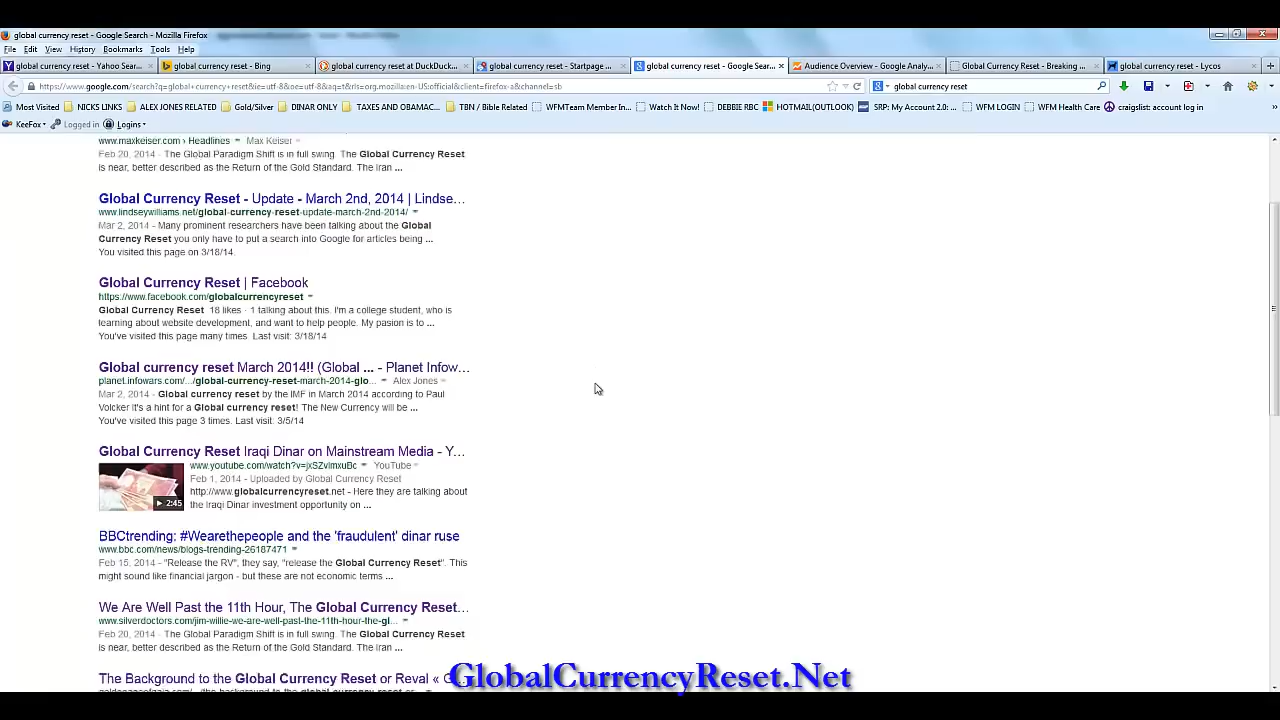 global currency reset - Google Search - Mozilla Firefox
File Edit View History Bookmarks Tools Help
global currency reset - Yahoo Sear... global currency reset - Bing global currency reset at DuckDuck... global currency reset - Startpage ... global currency reset - Google Sear... Audience Overview - Google Analy... Global Currency Reset - Breaking ... global currency reset - Lycos
https://www.google.com/search?q=global+currency+reset&ie=utf-8&oe=utf-8&aq=t&rls=org.mozilla:en-US:official&client=firefox-a&channel=sb global currency reset
Most Visited NICKS LINKS ALEX JONES RELATED Gold/Silver DINAR ONLY TAXES AND OBAMAC... TBN / Bible Related WFMTeam Member In... Watch It Now! DEBBIE RBC HOTMAIL(OUTLOOK) SRP: My Account 2.0: ... WFM LOGIN WFM Health Care craigslist: account log in
KeeFox Logged in Logins
www.maxkeiser.com › Headlines Max Keiser
Feb 20, 2014 - The Global Paradigm Shift is in full swing. The Global Currency Reset
is near, better described as the Return of the Gold Standard. The Iran ...
Global Currency Reset - Update - March 2nd, 2014 | Lindse...
www.lindseywilliams.net/global-currency-reset-update-march-2nd-2014/
Mar 2, 2014 - Many prominent researchers have been talking about the Global
Currency Reset you only have to put a search into Google for articles being ...
You visited this page on 3/18/14.
Global Currency Reset | Facebook
https://www.facebook.com/globalcurrencyreset
Global Currency Reset 18 likes · 1 talking about this. I'm a college student, who is
learning about website development, and want to help people. My pasion is to ...
You've visited this page many times. Last visit: 3/18/14
Global currency reset March 2014!! (Global ... - Planet Infow...
planet.infowars.com/.../global-currency-reset-march-2014-glo... Alex Jones
Mar 2, 2014 - Global currency reset by the IMF in March 2014 according to Paul
Volcker It's a hint for a Global currency reset! The New Currency will be ...
You've visited this page 3 times. Last visit: 3/5/14
Global Currency Reset Iraqi Dinar on Mainstream Media - Y...
www.youtube.com/watch?v=jxSZvlmxuBc YouTube
Feb 1, 2014 - Uploaded by Global Currency Reset
http://www.globalcurrencyreset.net - Here they are talking about
2:45 the Iraqi Dinar investment opportunity on ...
BBCtrending: #Wearethepeople and the 'fraudulent' dinar ruse
www.bbc.com/news/blogs-trending-26187471
Feb 15, 2014 - "Release the RV", they say, "release the Global Currency Reset". This
might sound like financial jargon - but these are not economic terms ...
We Are Well Past the 11th Hour, The Global Currency Reset...
www.silverdoctors.com/jim-willie-we-are-well-past-the-11th-hour-the-gl...
Feb 20, 2014 - The Global Paradigm Shift is in full swing. The Global Currency Reset
is near, better described as the Return of the Gold Standard. The Iran ...
The Background to the Global Currency Reset or Reval «
GlobalCurrencyReset.Net